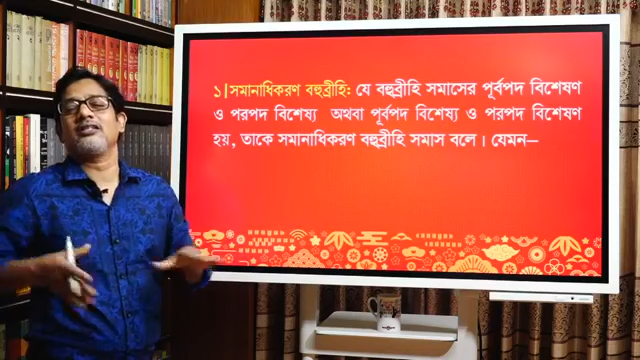 ১|সমানাধিকরণ বহুব্রীহি: যে বহুব্রীহি সমাসের পূর্বপদ বিশেষণ
ও পরপদ বিশেষ্য অথবা পূর্বপদ বিশেষ্য ও পরপদ বিশেষণ
হয়, তাকে সমানাধিকরণ বহুব্রীহি সমাস বলে। যেমন–